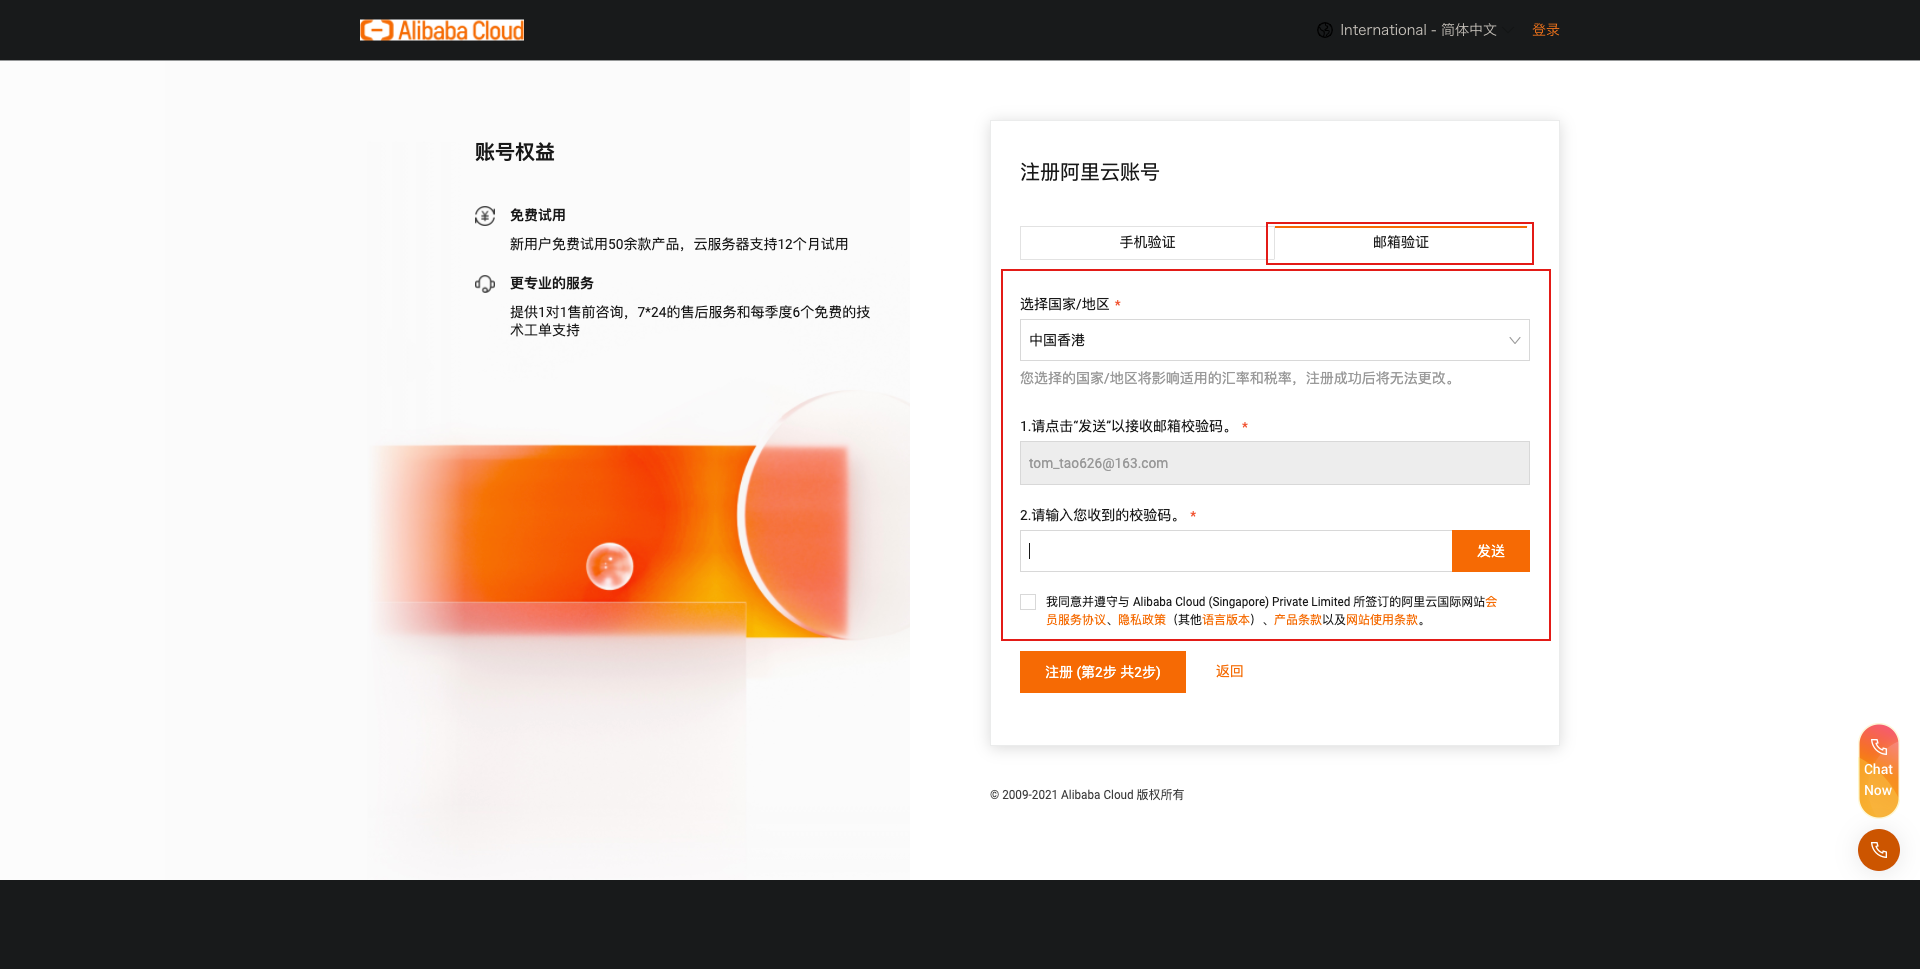 Alibaba Cloud
International - 简体中文
登录
账号权益
免费试用
新用户免费试用50余款产品，云服务器支持12个月试用
更专业的服务
提供1对1售前咨询，7*24的售后服务和每季度6个免费的技
术工单支持
注册阿里云账号
手机验证
邮箱验证
选择国家/地区 *
中国香港
您选择的国家/地区将影响适用的汇率和税率，注册成功后将无法更改。
1.请点击“发送”以接收邮箱校验码。 *
tom_tao626@163.com
2.请输入您收到的校验码。 *
发送
我同意并遵守与 Alibaba Cloud (Singapore) Private Limited 所签订的阿里云国际网站会
员服务协议、隐私政策（其他语言版本）、产品条款以及网站使用条款。
注册 (第2步 共2步)
返回
© 2009-2021 Alibaba Cloud 版权所有
Chat
Now